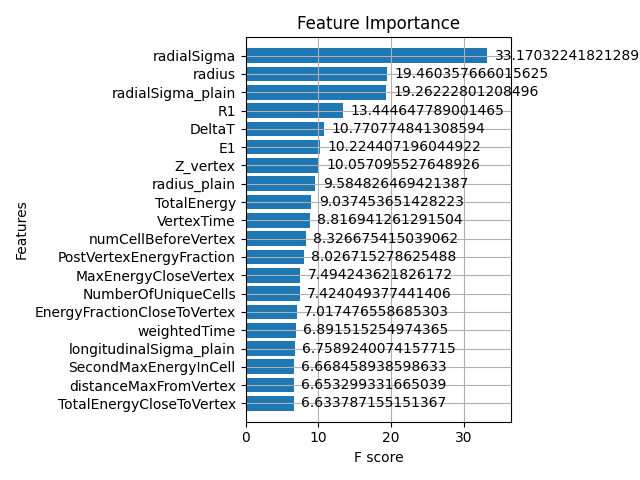 Feature Importance
radialSigma 33.17032241821289
radius 19.460357666015625
radialSigma_plain 19.26222801208496
R1 13.444647789001465
DeltaT 10.770774841308594
E1 10.224407196044922
Z_vertex 10.057095527648926
radius_plain 9.584826469421387
TotalEnergy 9.037453651428223
VertexTime 8.816941261291504
numCellBeforeVertex 8.326675415039062
PostVertexEnergyFraction 8.026715278625488
MaxEnergyCloseVertex 7.494243621826172
NumberOfUniqueCells 7.424049377441406
EnergyFractionCloseToVertex 7.017476558685303
weightedTime 6.891515254974365
longitudinalSigma_plain 6.7589240074157715
SecondMaxEnergyInCell 6.668458938598633
distanceMaxFromVertex 6.653299331665039
TotalEnergyCloseToVertex 6.633787155151367
Features
0 10 20 30
F score